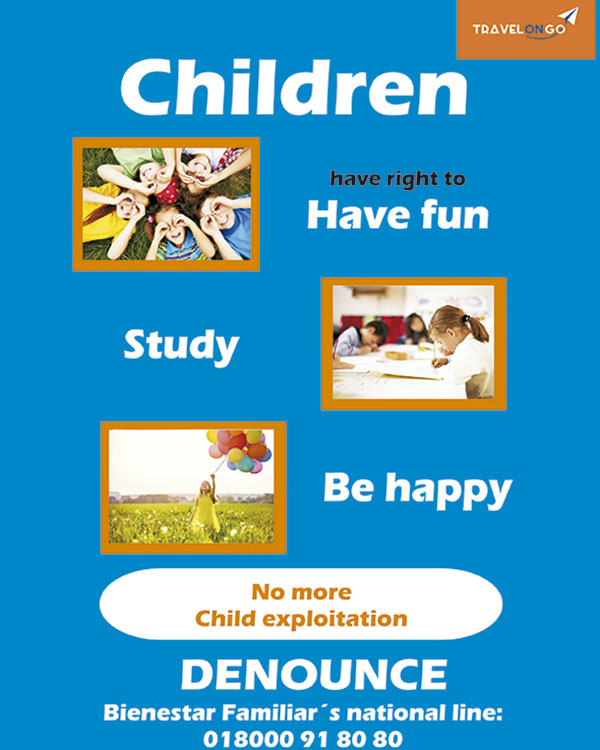 TRAVELONGO
Children
have right to
Have fun
Study
Be happy
No more
Child exploitation
DENOUNCE
Bienestar Familiar´s national line:
018000 91 80 80